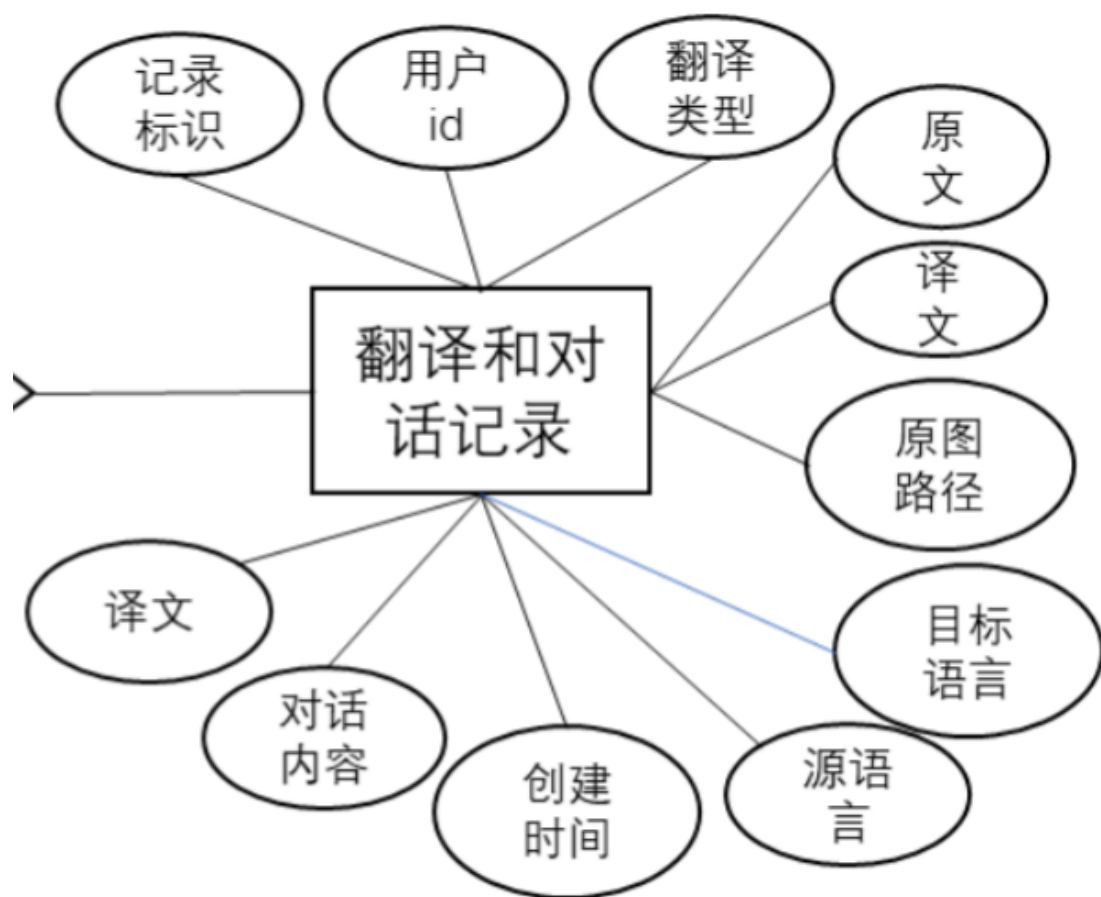 记录
标识
用户
id
翻译
类型
原
文
译
文
翻译和对
话记录
原图
路径
译文
目标
语言
对话
内容
创建
时间
源语
言